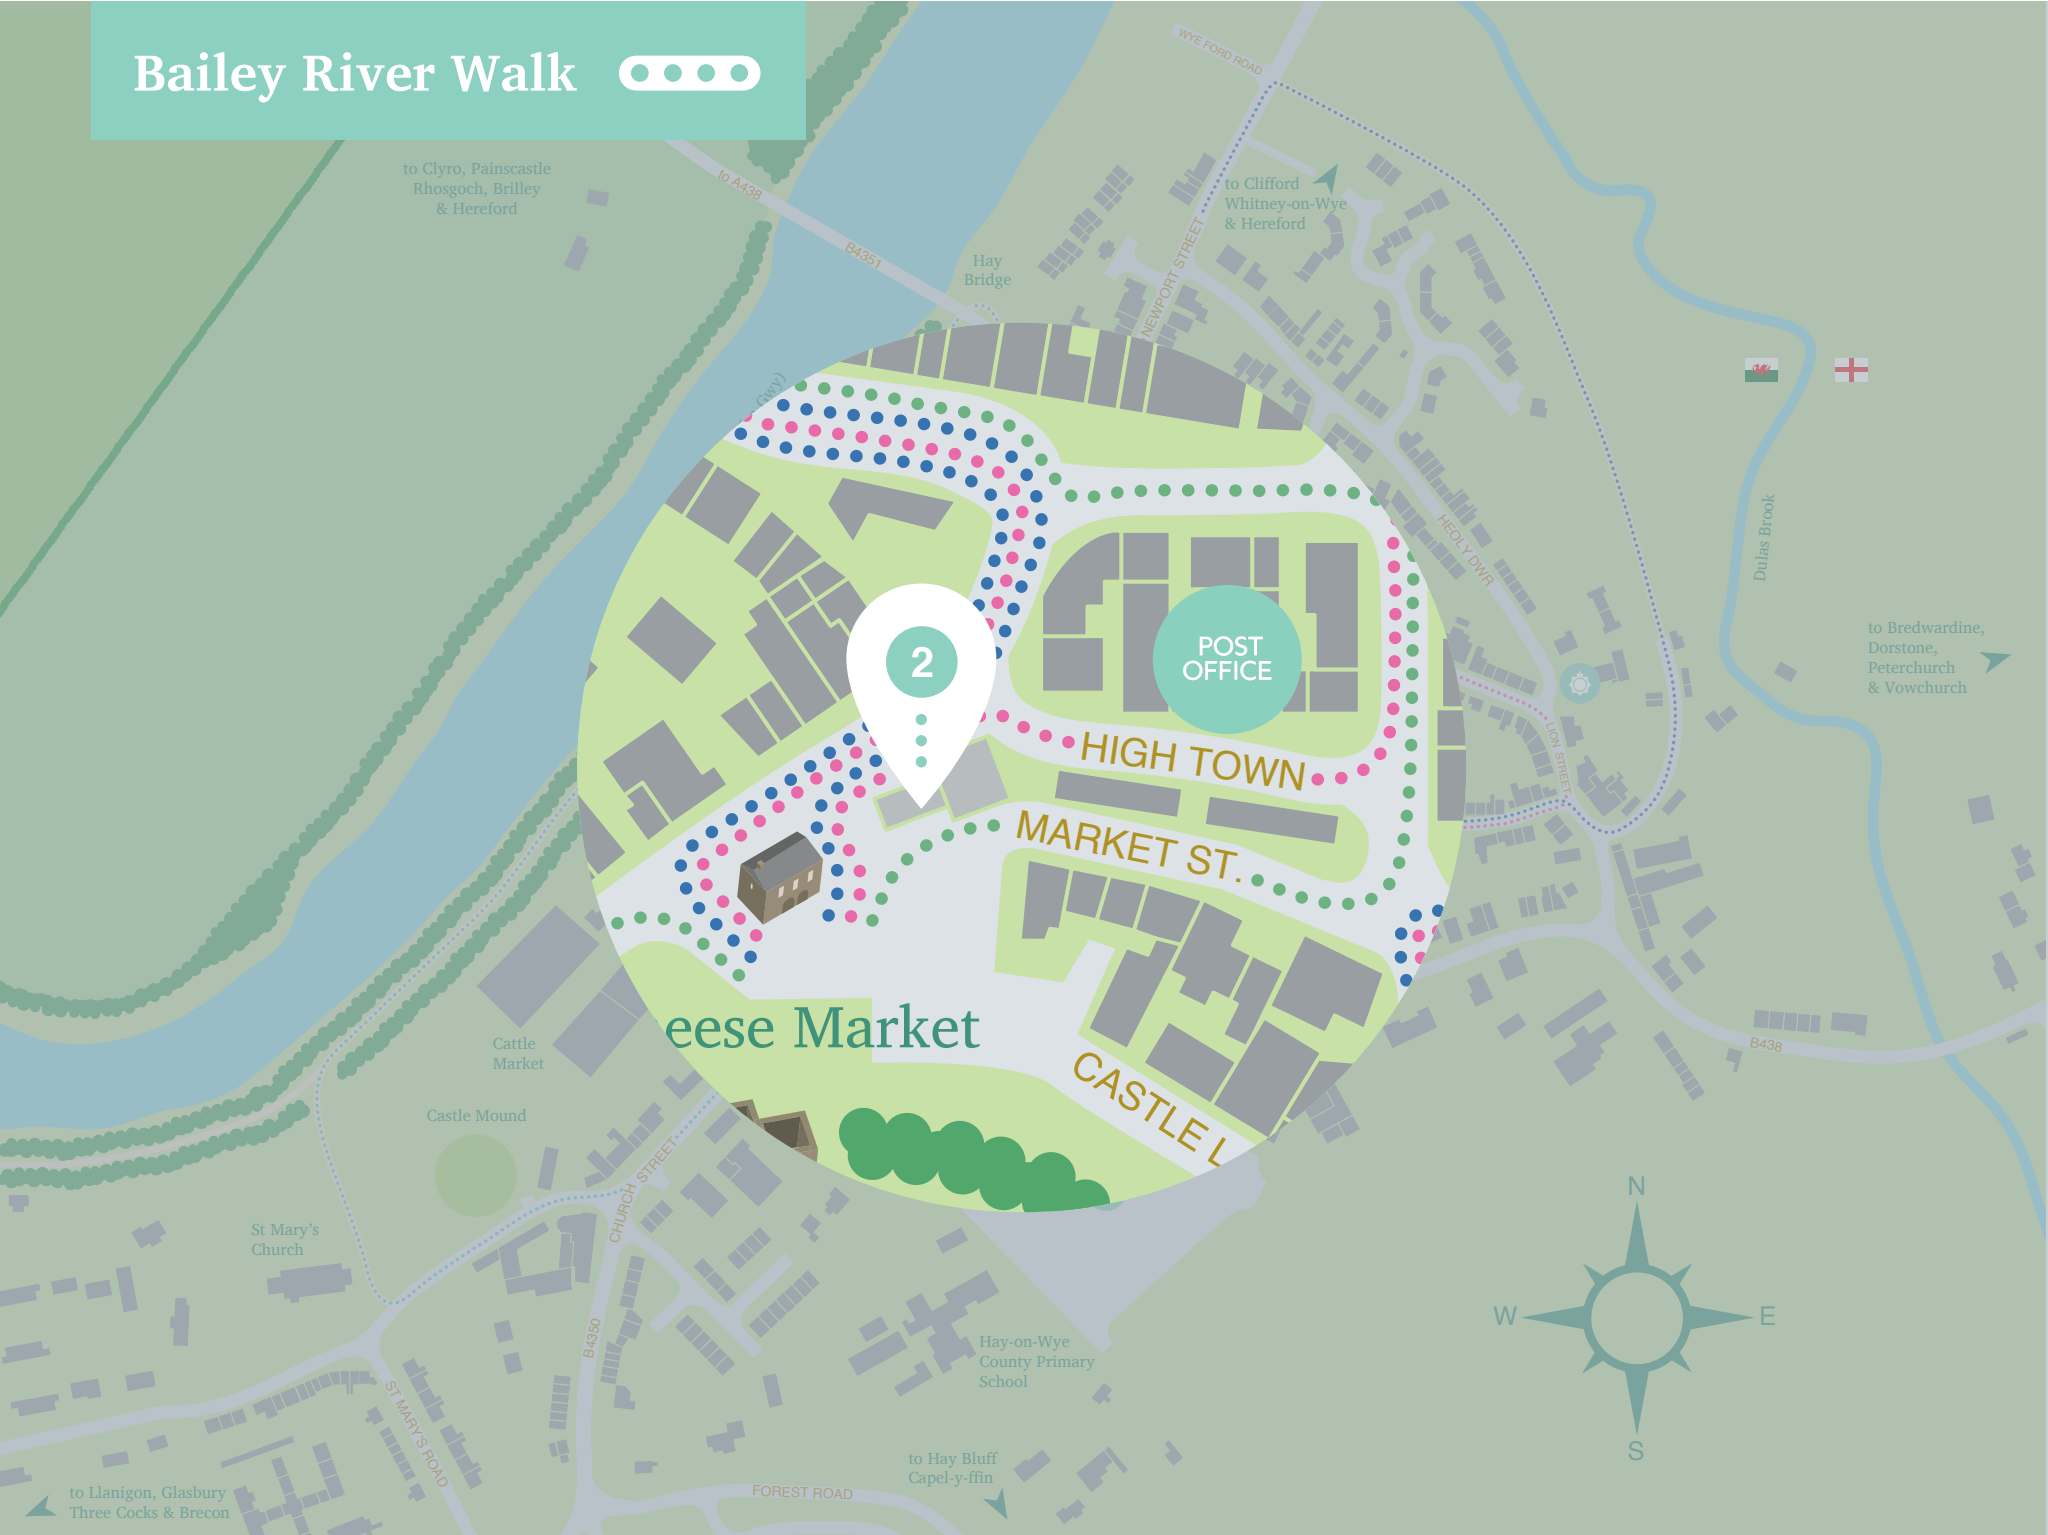 Bailey River Walk
WYE FORD ROAD
to Clyro, Painscastle
Rhosgoch, Brilley
& Hereford
to A438
B4351
to Clifford
Whitney-on-Wye
& Hereford
Hay
Bridge
NEWPORT STREET
Gwy)
HEOLY DWR
Dulas Brook
to Bredwardine,
Dorstone,
Peterchurch
& Vowchurch
2
POST
OFFICE
HIGH TOWN
LION STREET
MARKET ST.
eese Market
CASTLE L
Cattle
Market
B438
Castle Mound
CHURCH STREET
St Mary's
Church
N
W
E
S
B4350
Hay-on-Wye
County Primary
School
ST MARY'S ROAD
to Hay Bluff
Capel-y-ffin
to Llanigon, Glasbury
Three Cocks & Brecon
FOREST ROAD